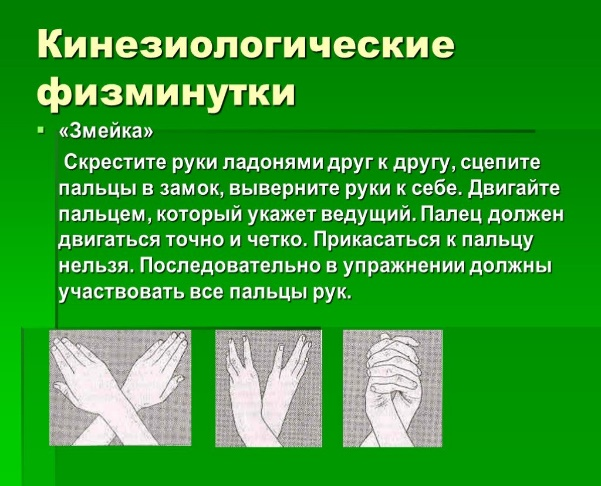 Кинезиологические
физминутки
«Змейка»
Скрестите руки ладонями друг к другу, сцепите
пальцы в замок, выверните руки к себе. Двигайте
пальцем, который укажет ведущий. Палец должен
двигаться точно и четко. Прикасаться к пальцу
нельзя. Последовательно в упражнении должны
участвовать все пальцы рук.